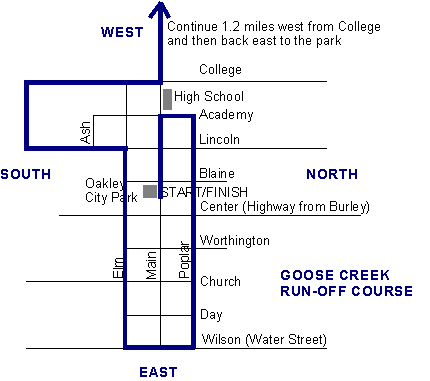 WEST
Continue 1.2 miles west from College
and then back east to the park
College
High School
Academy
Ash
Lincoln
SOUTH
Blaine
NORTH
Oakley
City Park
START/FINISH
Center (Highway from Burley)
Worthington
Elm
Main
Poplar
Church
GOOSE CREEK
RUN-OFF COURSE
Day
Wilson (Water Street)
EAST